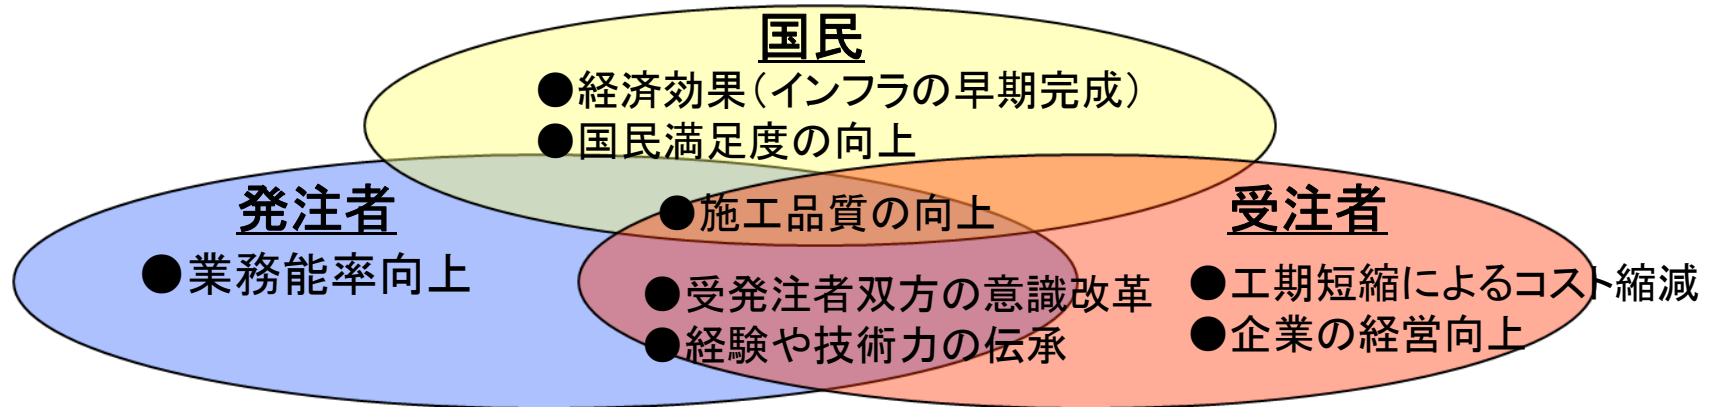 国民
●経済効果(インフラの早期完成)
●国民満足度の向上
発注者
●業務能率向上
●施工品質の向上
受注者
●受発注者双方の意識改革
●経験や技術力の伝承
●工期短縮によるコスト縮減
●企業の経営向上